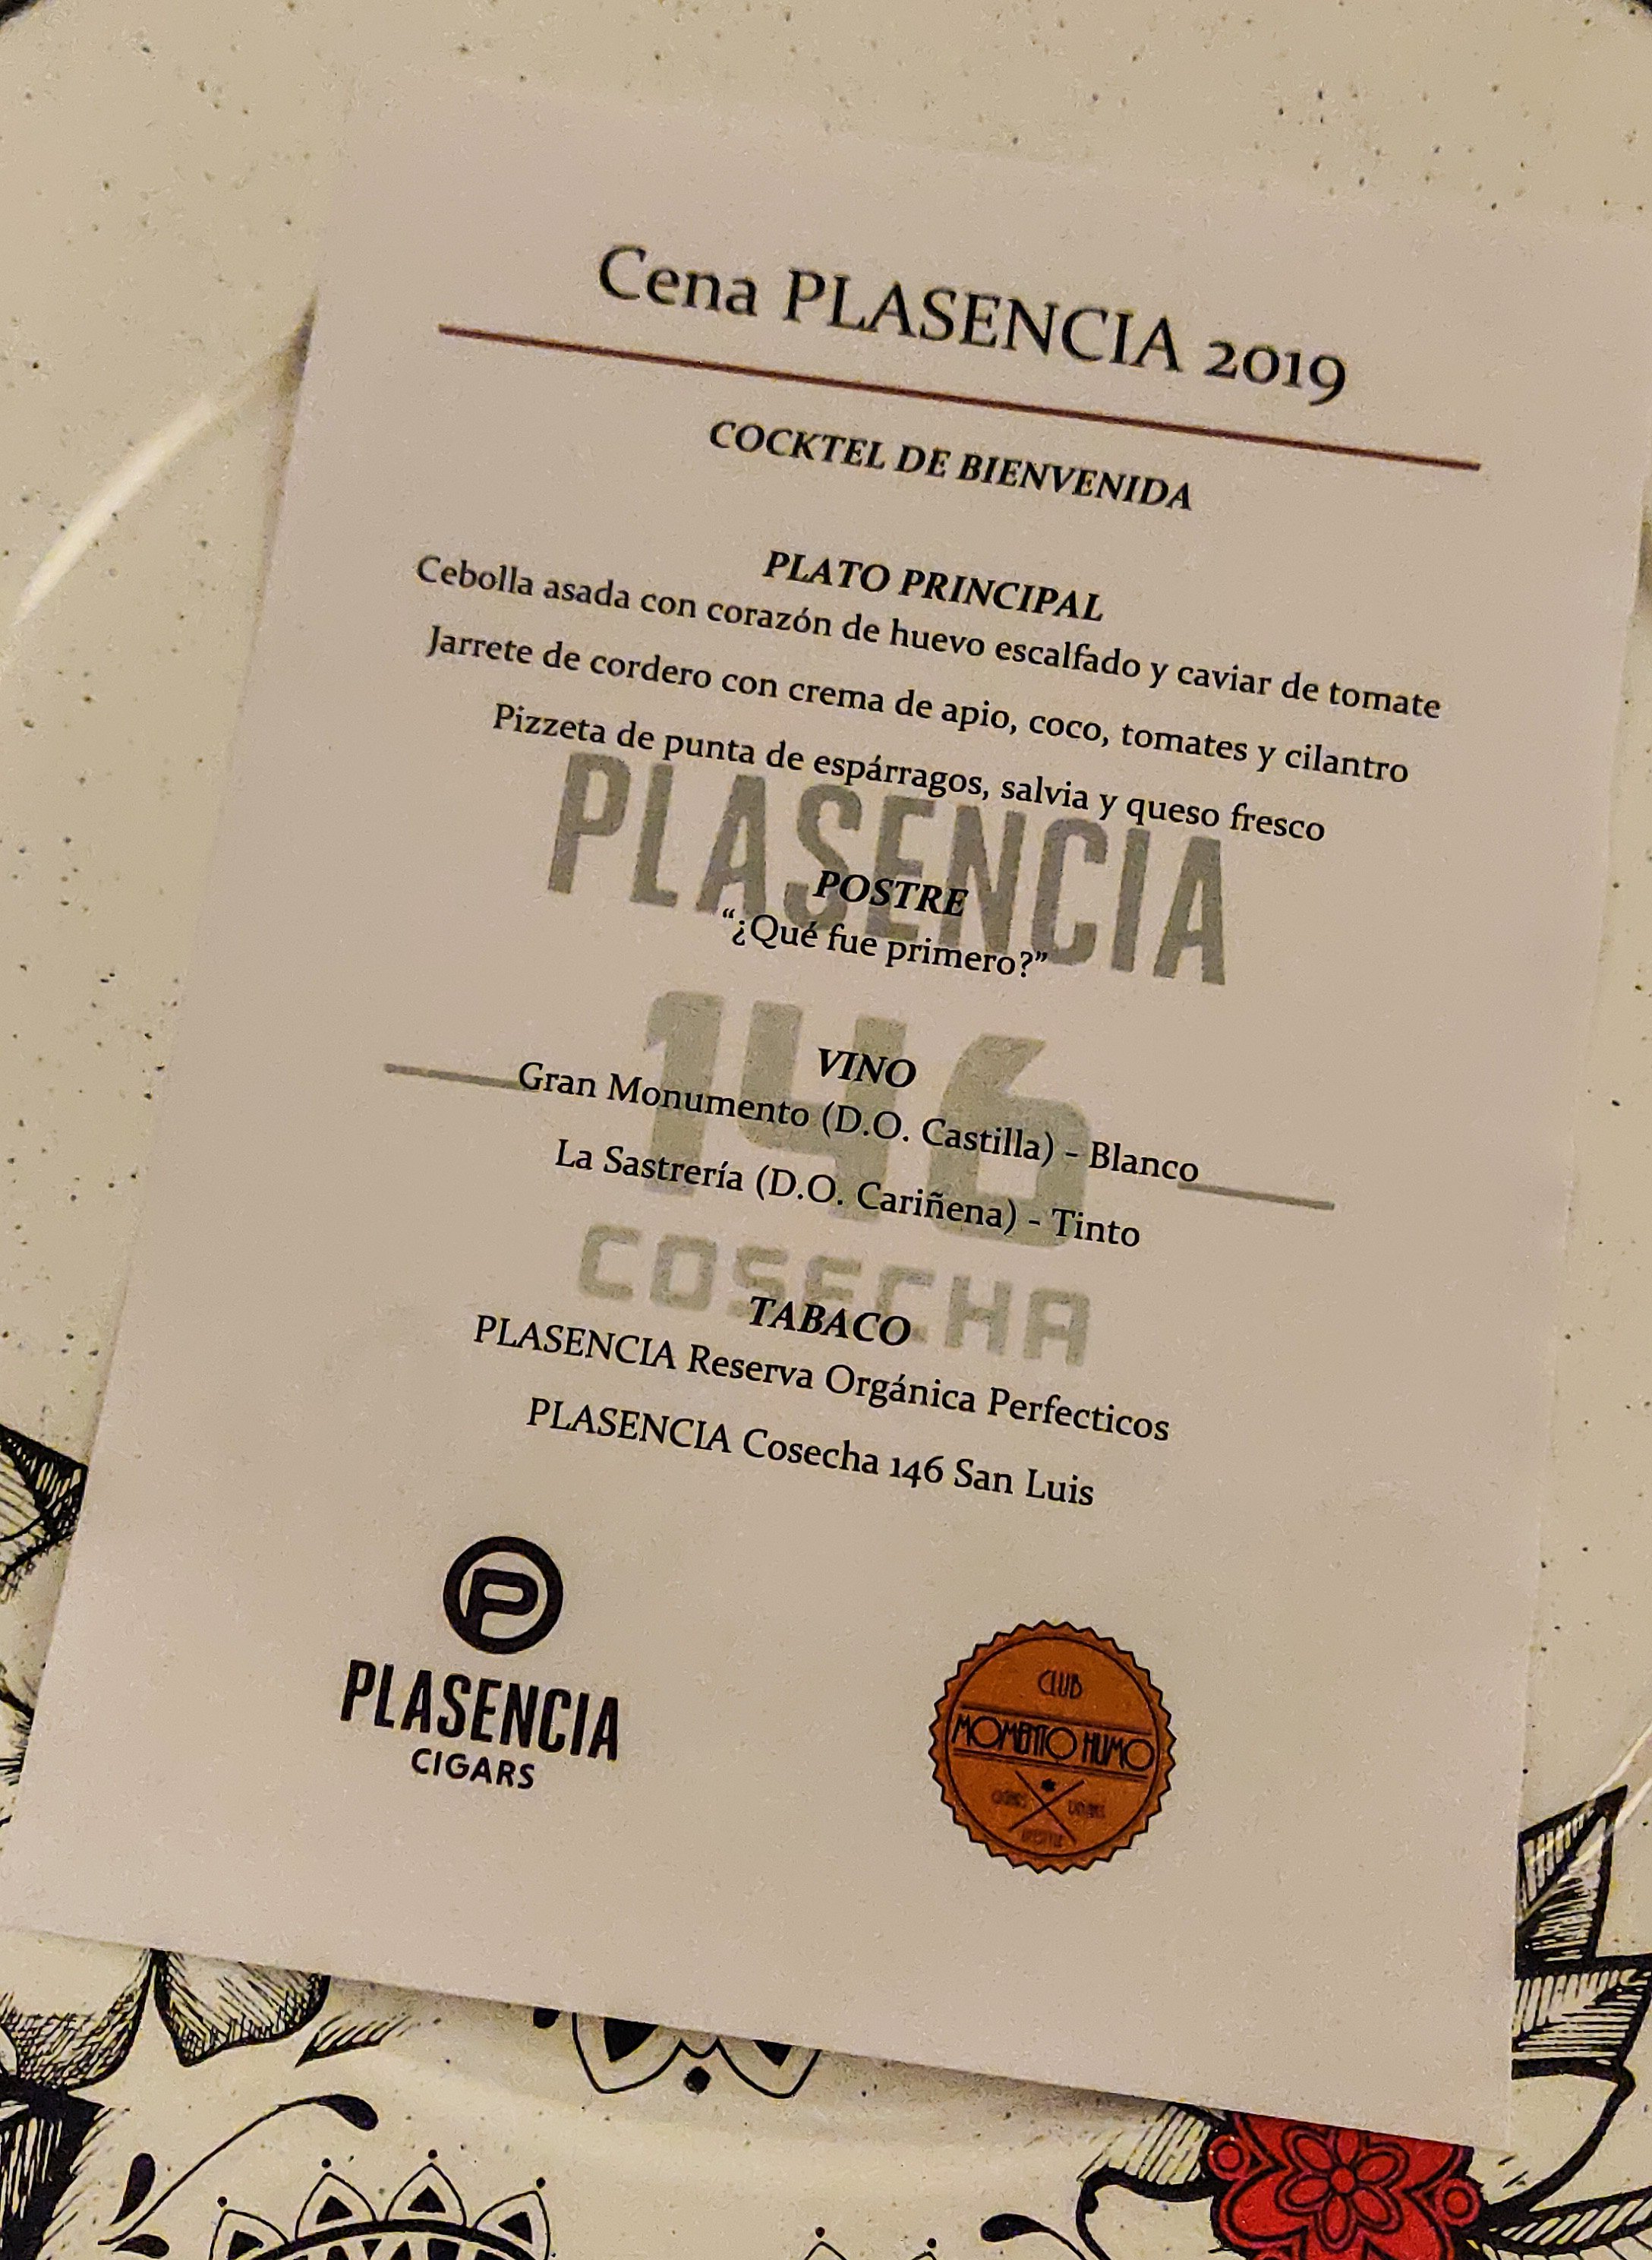 Cena PLASENCIA 2019
COCKTEL DE BIENVENIDA
PLATO PRINCIPAL
Cebolla asada con corazón de huevo escalfado y caviar de tomate
Jarrete de cordero con crema de apio, coco, tomates y cilantro
Pizzeta de punta de espárragos, salvia y queso fresco
PLASENCIA
POSTRE
“¿Qué fue primero?”
146
VINO
Gran Monumento (D.O. Castilla) - Blanco
La Sastrería (D.O. Cariñena) - Tinto
COSECHA
TABACO
PLASENCIA Reserva Orgánica Perfecticos
PLASENCIA Cosecha 146 San Luis
P
PLASENCIA
CIGARS
CLUB
MOMENTO HUMO